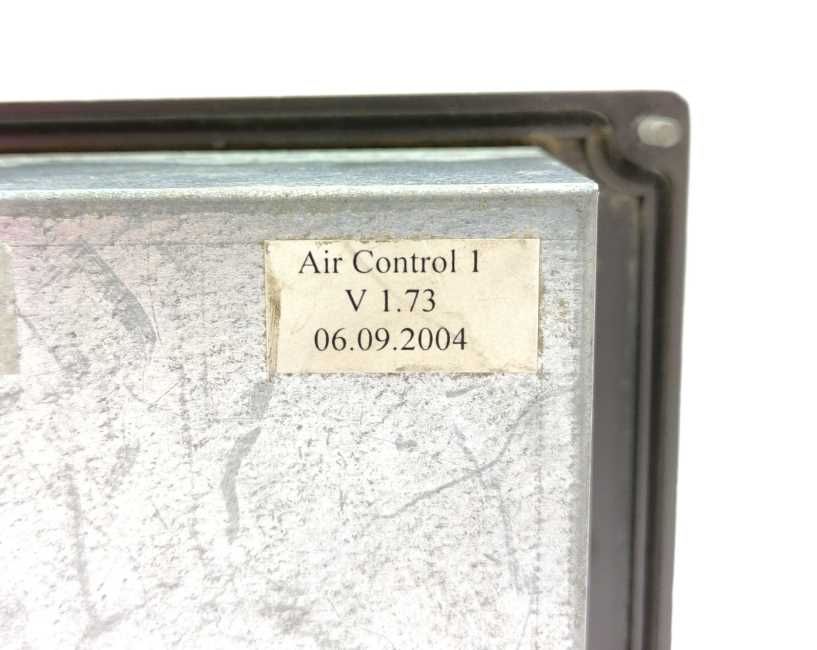 Air Control 1
V 1.73
06.09.2004